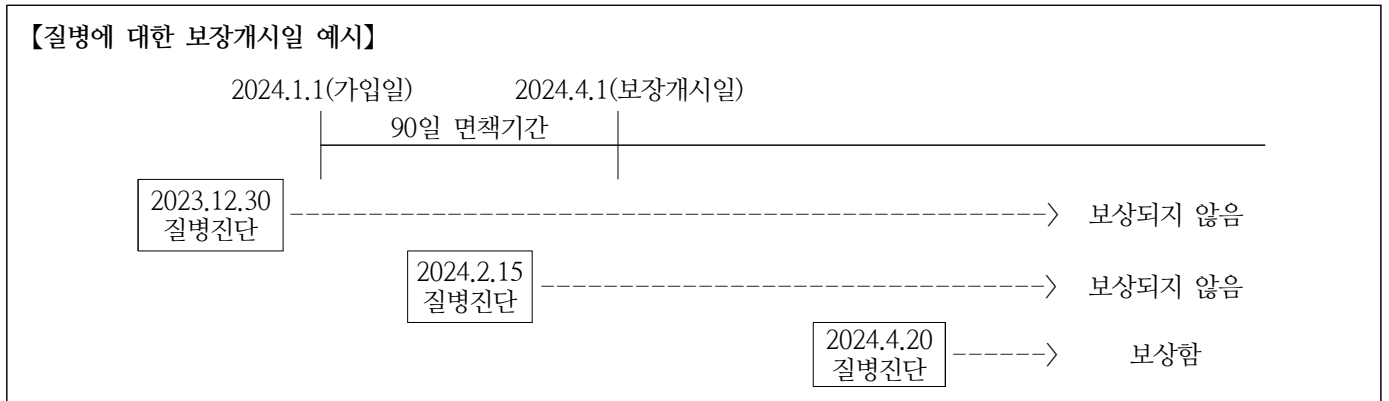 【질병에 대한 보장개시일 예시】
2024.1.1(가입일) 2024.4.1(보장개시일)
90일 면책기간
2023.12.30
질병진단
보상되지 않음
2024.2.15
질병진단
보상되지 않음
2024.4.20
질병진단
보상함